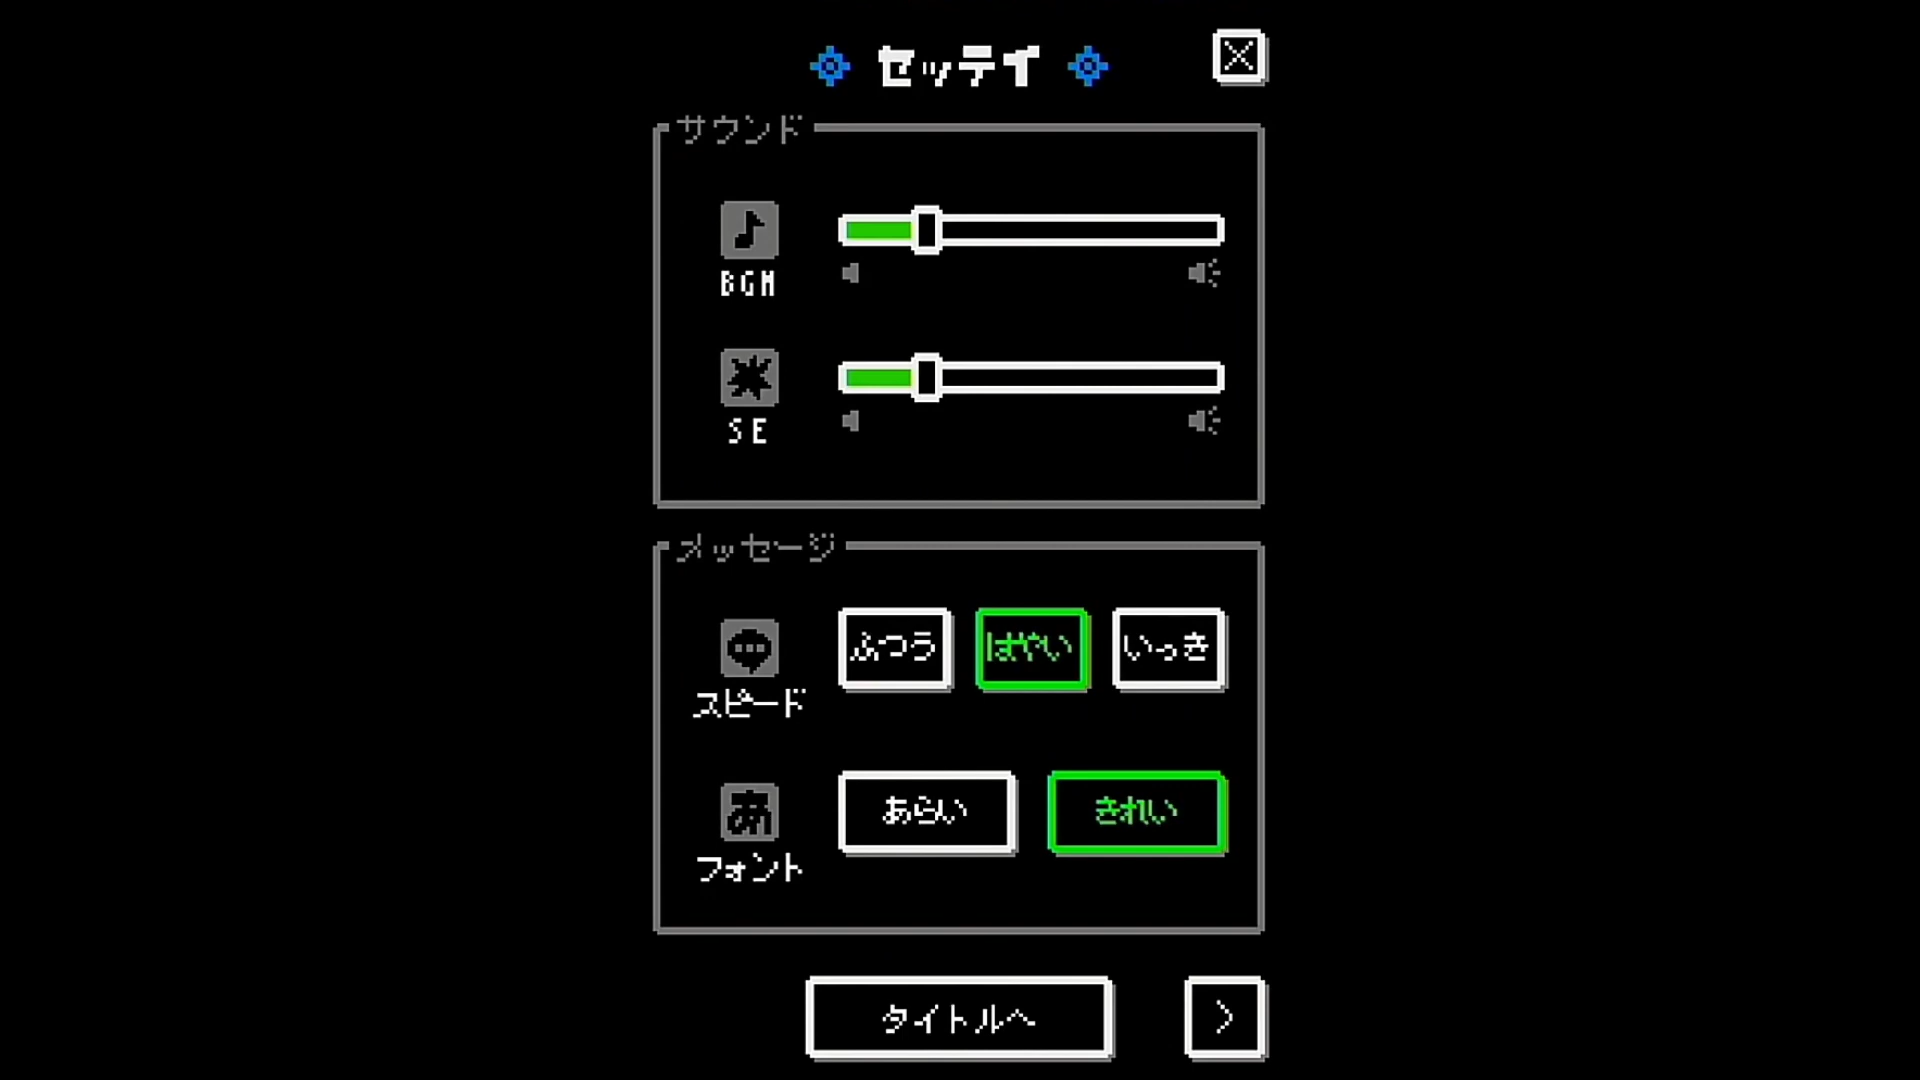 セッテイ
サウンド
BGM
SE
メッセージ
スピード
ふつう
はやい
いっき
フォント
あ
あらい
きれい
タイトルへ